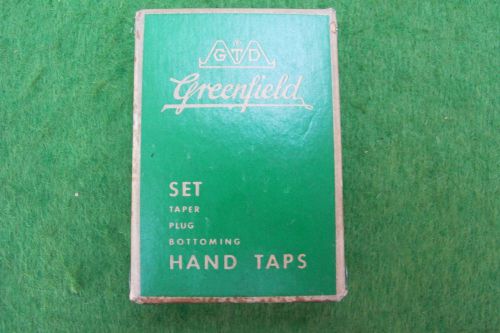 GTD
Greenfield
SET
TAPER
PLUG
BOTTOMING
HAND TAPS